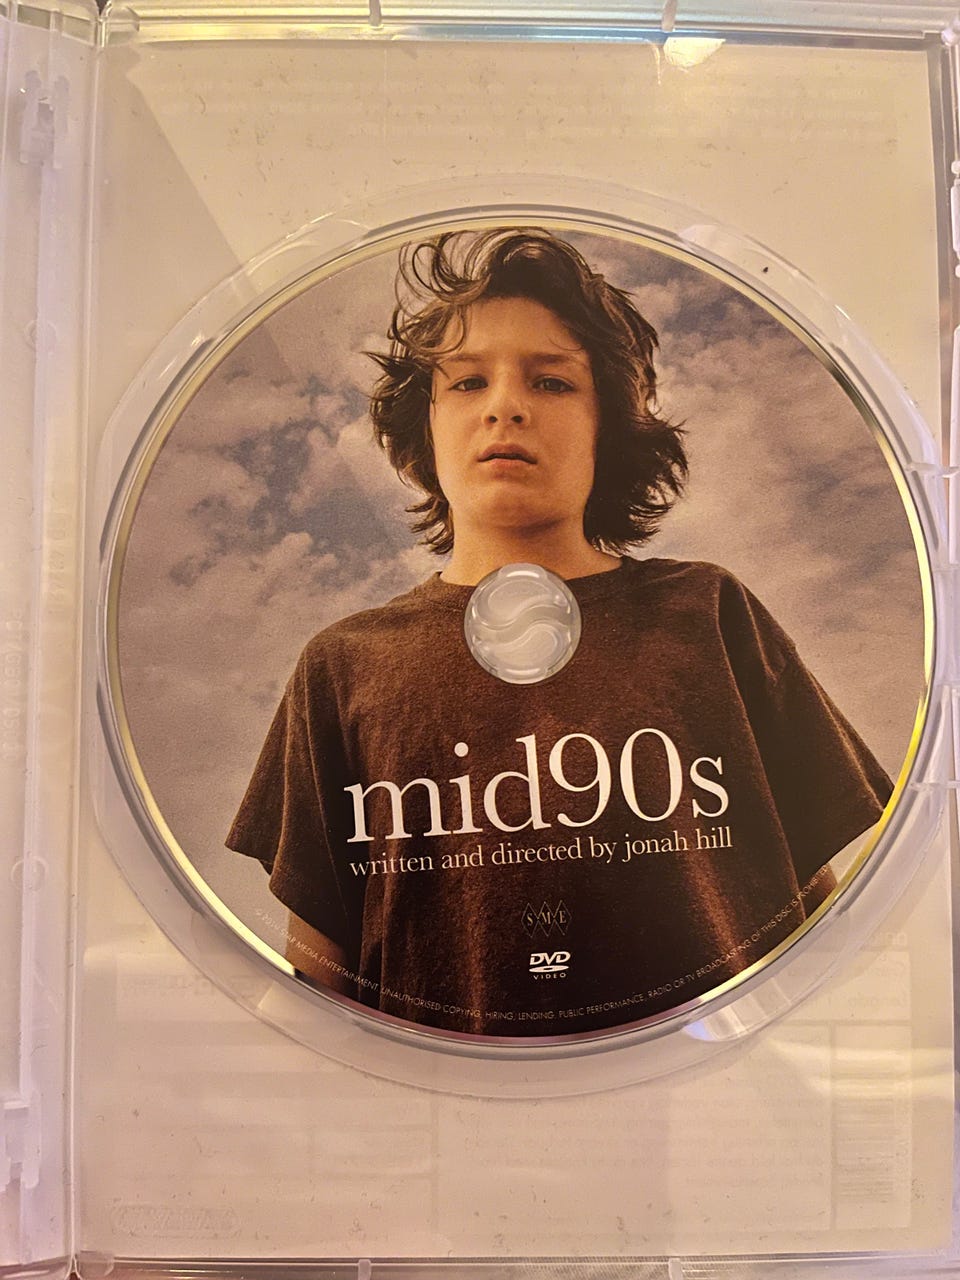 mid90s
written and directed by jonah hill
SME
DVD
VIDEO
MEDIA ENTERTAINMENT. UNAUTHORISED COPYING, HIRING, LENDING, PUBLIC PERFORMANCE, RADIO OR TV BROADCASTING OF THIS DISC IS PROHIBITED